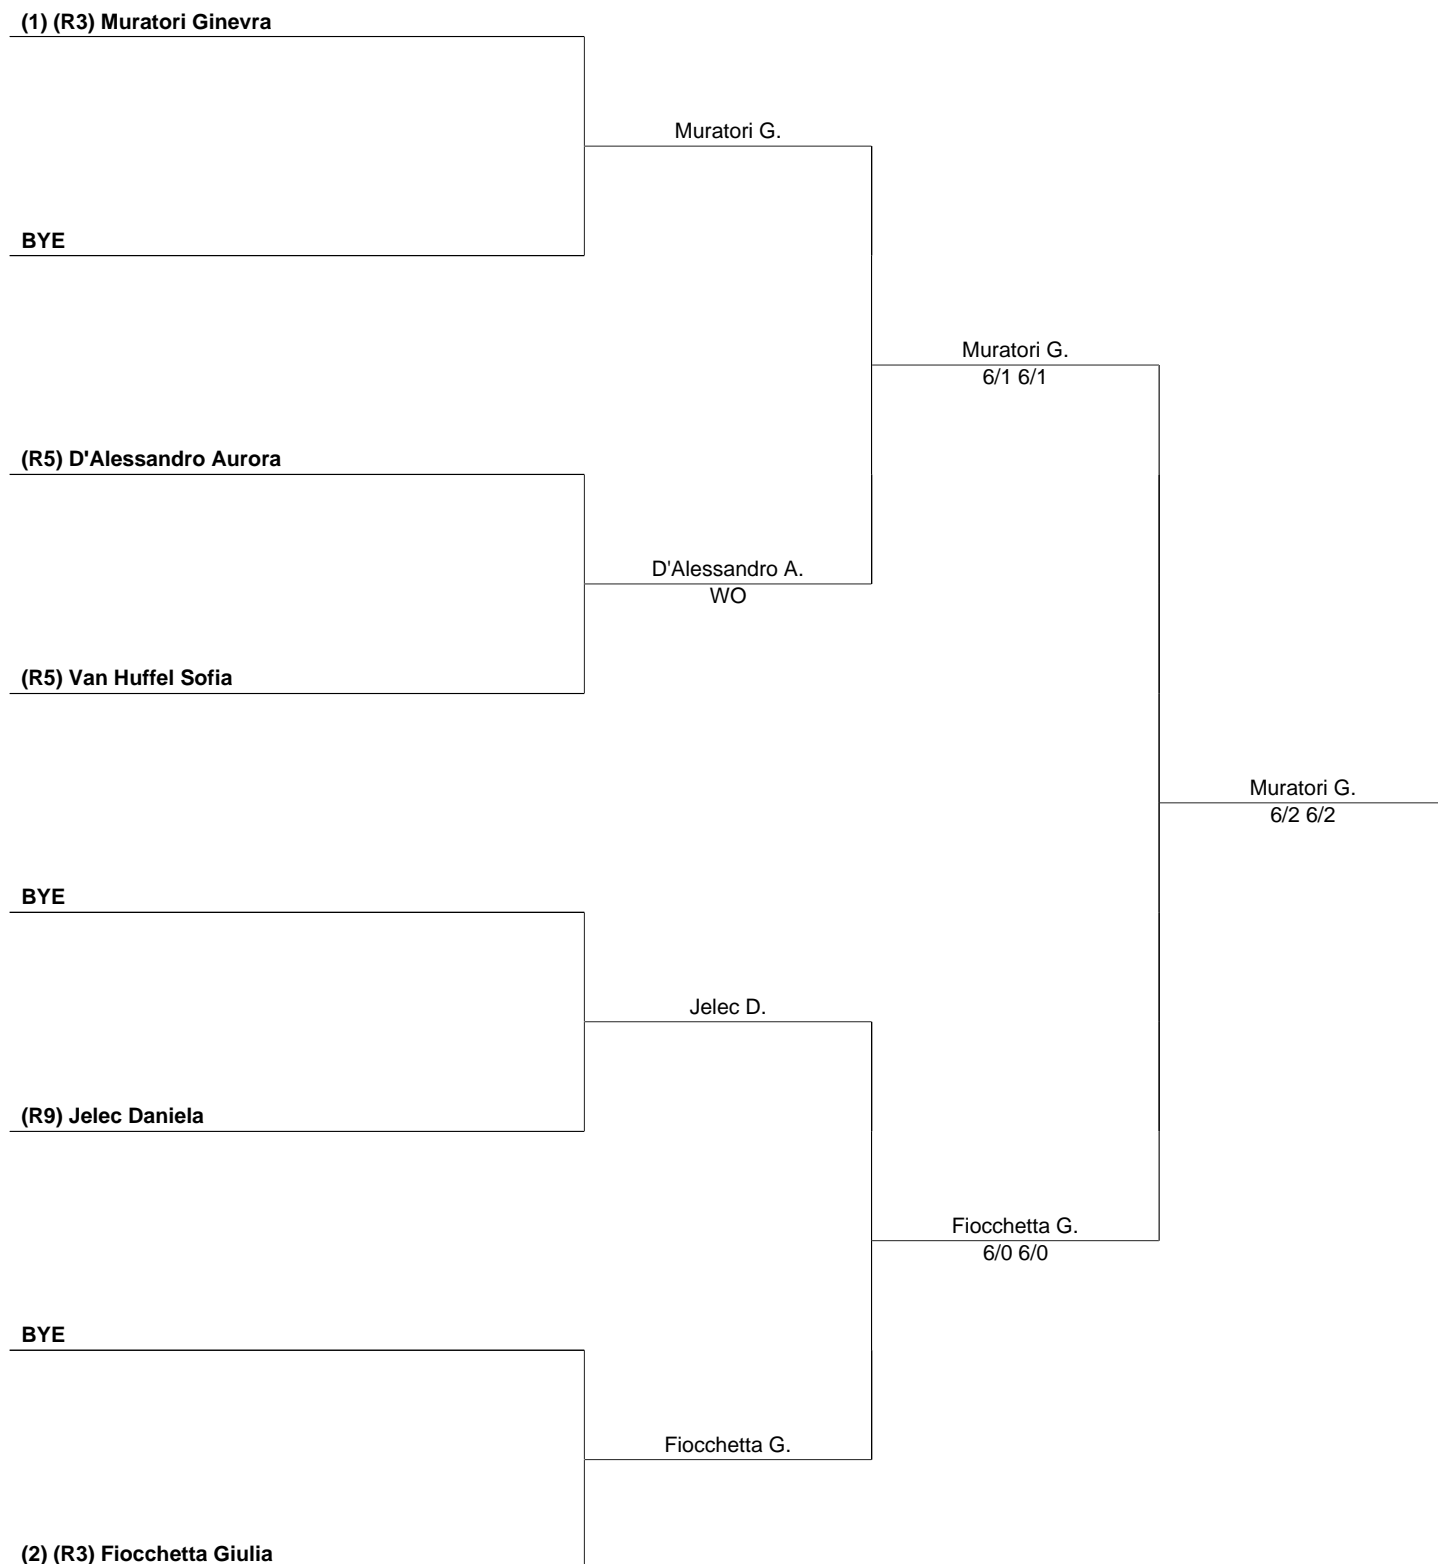 (1) (R3) Muratori Ginevra
Muratori G.
BYE
Muratori G.
6/1 6/1
(R5) D'Alessandro Aurora
D'Alessandro A.
WO
(R5) Van Huffel Sofia
Muratori G.
6/2 6/2
BYE
Jelec D.
(R9) Jelec Daniela
Fiocchetta G.
6/0 6/0
BYE
Fiocchetta G.
(2) (R3) Fiocchetta Giulia